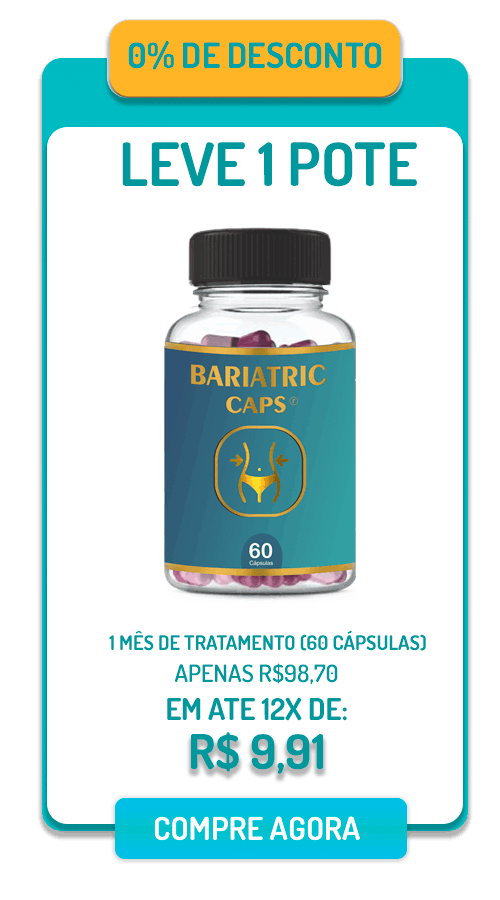 0% DE DESCONTO
LEVE 1 POTE
BARIATRIC
CAPS®
60
Cápsulas
1 MÊS DE TRATAMENTO (60 CÁPSULAS)
APENAS R$98,70
EM ATE 12X DE:
R$ 9,91
COMPRE AGORA